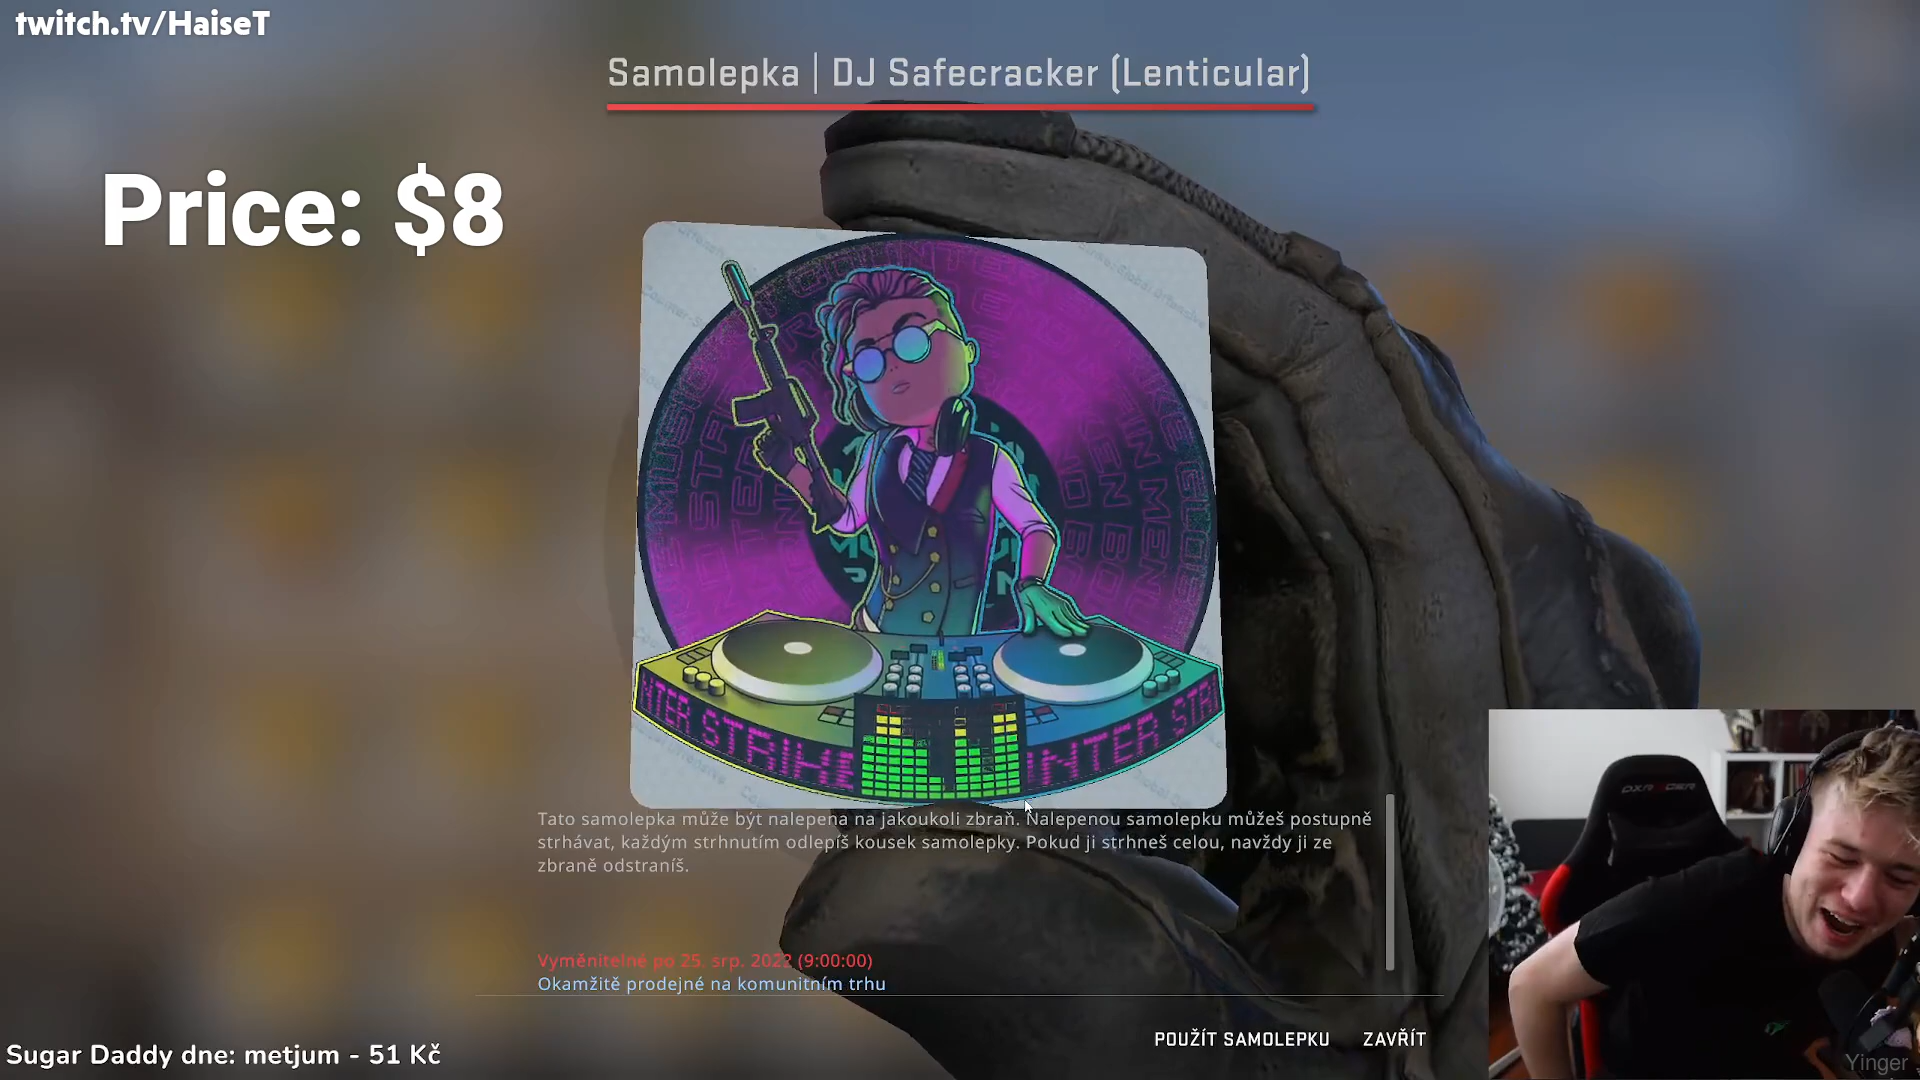 twitch.tv/HaiseT
Samolepka | DJ Safecracker (Lenticular)
Price: $8
Tato samolepka může být nalepena na jakoukoli zbraň. Nalepenou samolepku můžeš postupně
strhávat, každým strhnutím odlepíš kousek samolepky. Pokud ji strhneš celou, navždy ji ze
zbraně odstraníš.
Vyměnitelné po 25. srp. 2022 (9:00:00)
Okamžitě prodejné na komunitním trhu
POUŽÍT SAMOLEPKU ZAVŘÍT
Sugar Daddy dne: metjum - 51 Kč
Yinger